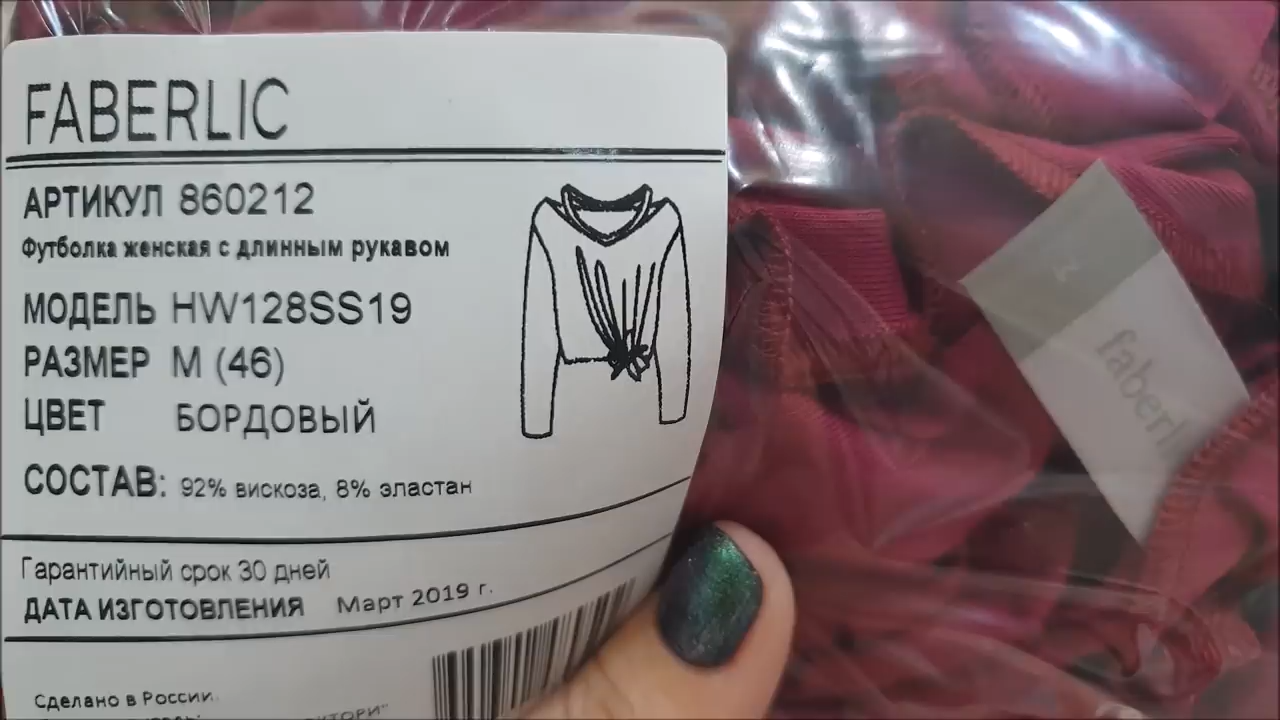 FABERLIC
АРТИКУЛ 860212
Футболка женская с длинным рукавом
МОДЕЛЬ HW128SS19
РАЗМЕР M (46)
ЦВЕТ БОРДОВЫЙ
СОСТАВ: 92% вискоза, 8% эластан
Гарантийный срок 30 дней
ДАТА ИЗГОТОВЛЕНИЯ Март 2019 г.
Сделано в России.
faberl